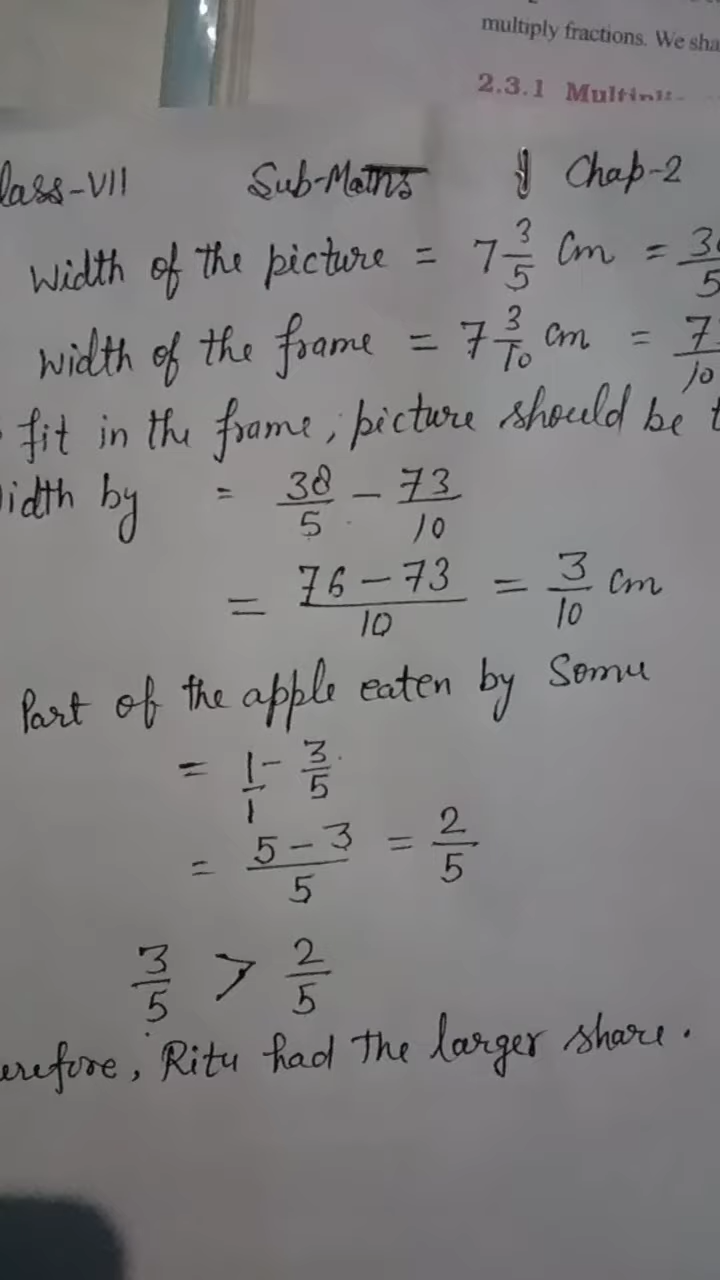 multiply fractions. We sha
2.3.1 Multipli
lass-VII Sub-Maths Chap-2
Width of the picture = 7 3/5 cm = 3 /5
Width of the frame = 7 3/10 cm = 7 /10
fit in the frame, picture should be t
idth by = 38/5 - 73/10
= 76-73/10 = 3/10 cm
Part of the apple eaten by Somu
= 1/1 - 3/5
= 5-3/5 = 2/5
3/5 > 2/5
erefore, Ritu had the larger share.